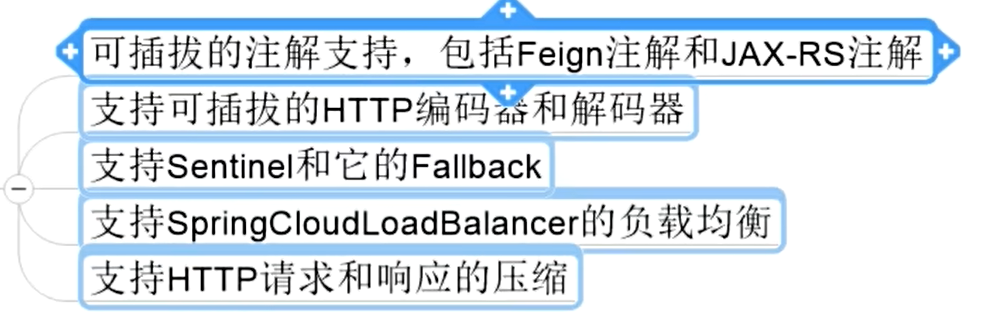 可插拔的注解支持，包括Feign注解和JAX-RS注解
支持可插拔的HTTP编码器和解码器
支持Sentinel和它的Fallback
支持SpringCloudLoadBalancer的负载均衡
支持HTTP请求和响应的压缩